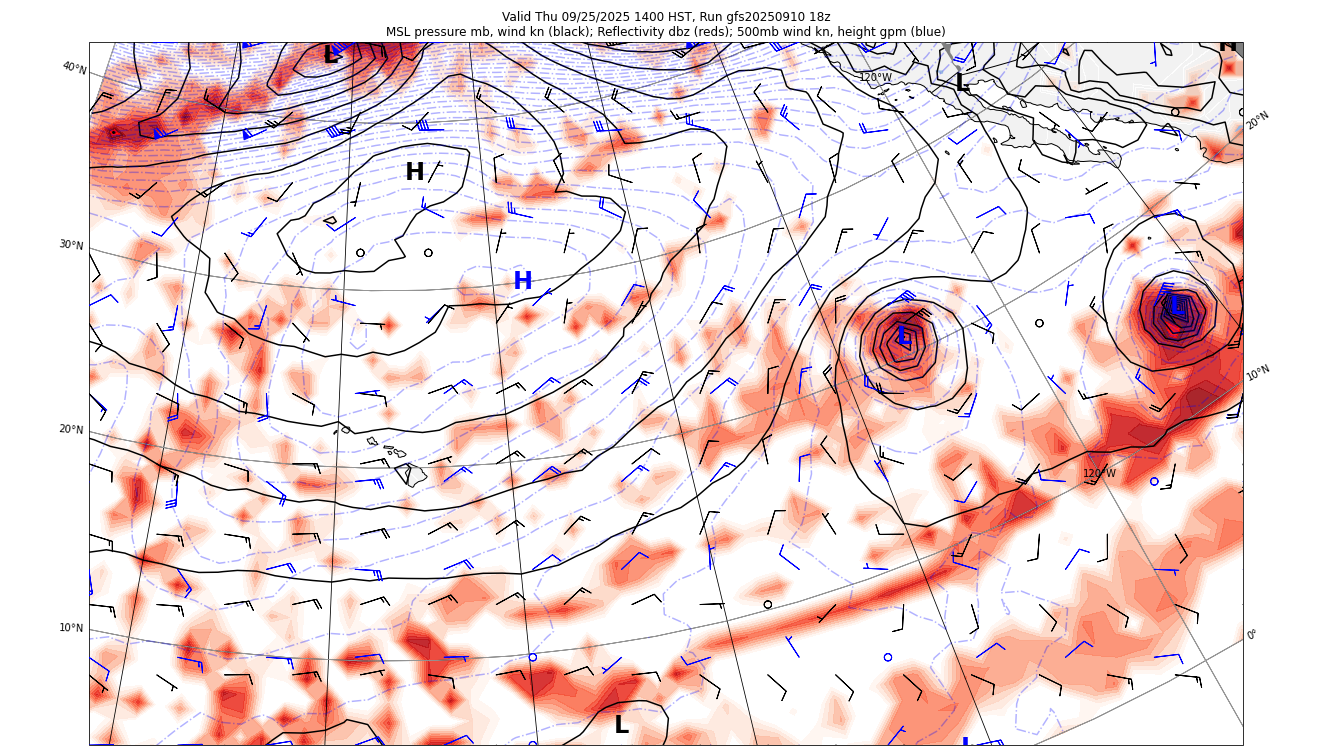 Valid Thu 09/25/2025 1400 HST, Run gfs20250910 18z
MSL pressure mb, wind kn (black); Reflectivity dbz (reds); 500mb wind kn, height gpm (blue)
L
H
40°N
120°W
L
20°N
H
30°N
H
L
L
10°N
20°N
120°W
10°N
0°
L
L